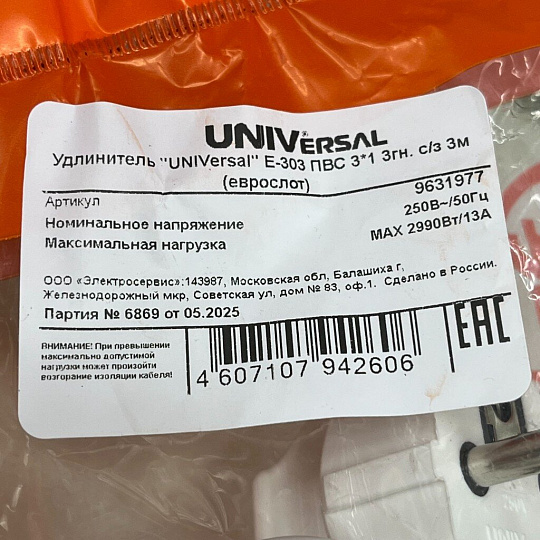 UNIVERSAL
Удлинитель "UNIVersal" Е-303 ПВС 3*1 3гн. с/з 3м
(еврослот)
Артикул 9631977
Номинальное напряжение 250В~/50Гц
Максимальная нагрузка MAX 2990Вт/13А
ООО «Электросервис»:143987, Московская обл, Балашиха г,
Железнодорожный мкр, Советская ул, дом № 83, оф.1. Сделано в России.
Партия № 6869 от 05.2025
ВНИМАНИЕ! При превышении
максимально допустимой
нагрузки может произойти
возгорание изоляции кабеля!
4 607107 942606
EAC